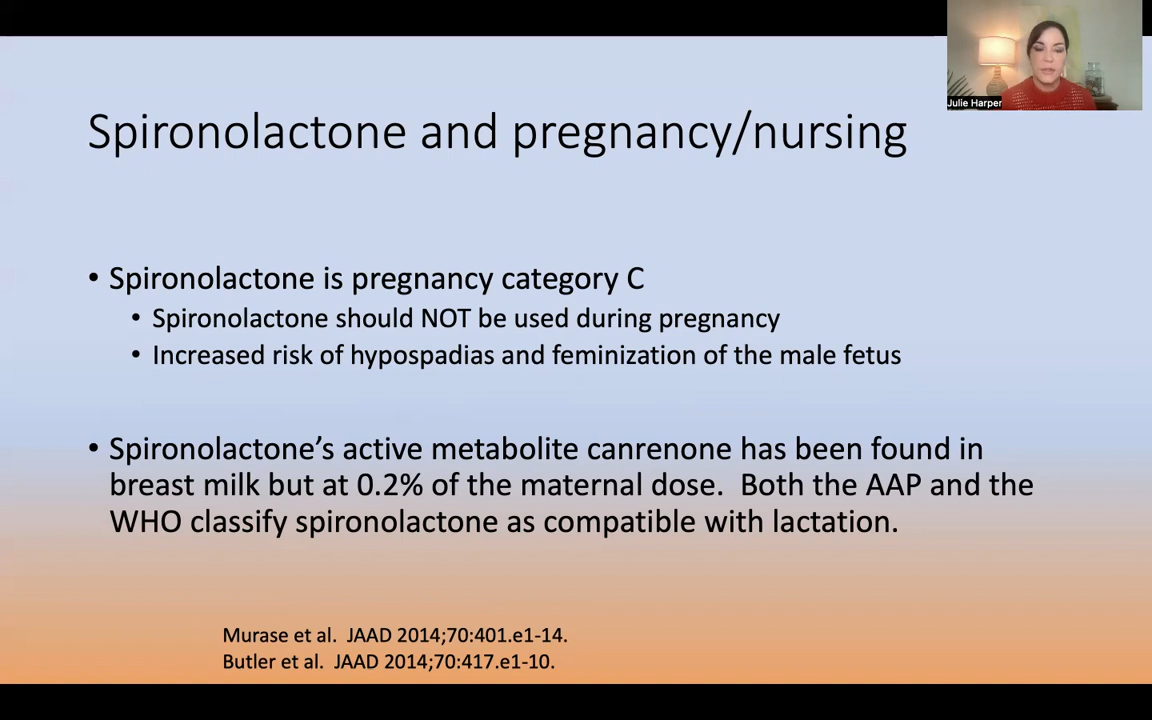 Julie Harper
Spironolactone and pregnancy/nursing
• Spironolactone is pregnancy category C
• Spironolactone should NOT be used during pregnancy
• Increased risk of hypospadias and feminization of the male fetus
• Spironolactone’s active metabolite canrenone has been found in
breast milk but at 0.2% of the maternal dose.  Both the AAP and the
WHO classify spironolactone as compatible with lactation.
Murase et al.  JAAD 2014;70:401.e1-14.
Butler et al.  JAAD 2014;70:417.e1-10.